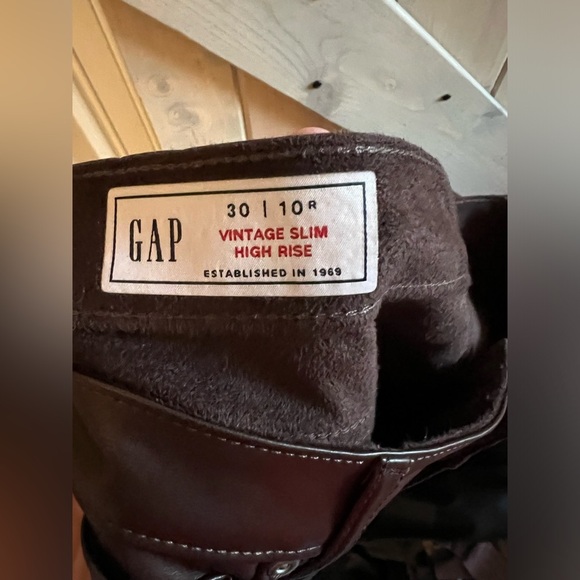 GAP
30 | 10R
VINTAGE SLIM
HIGH RISE
ESTABLISHED IN 1969